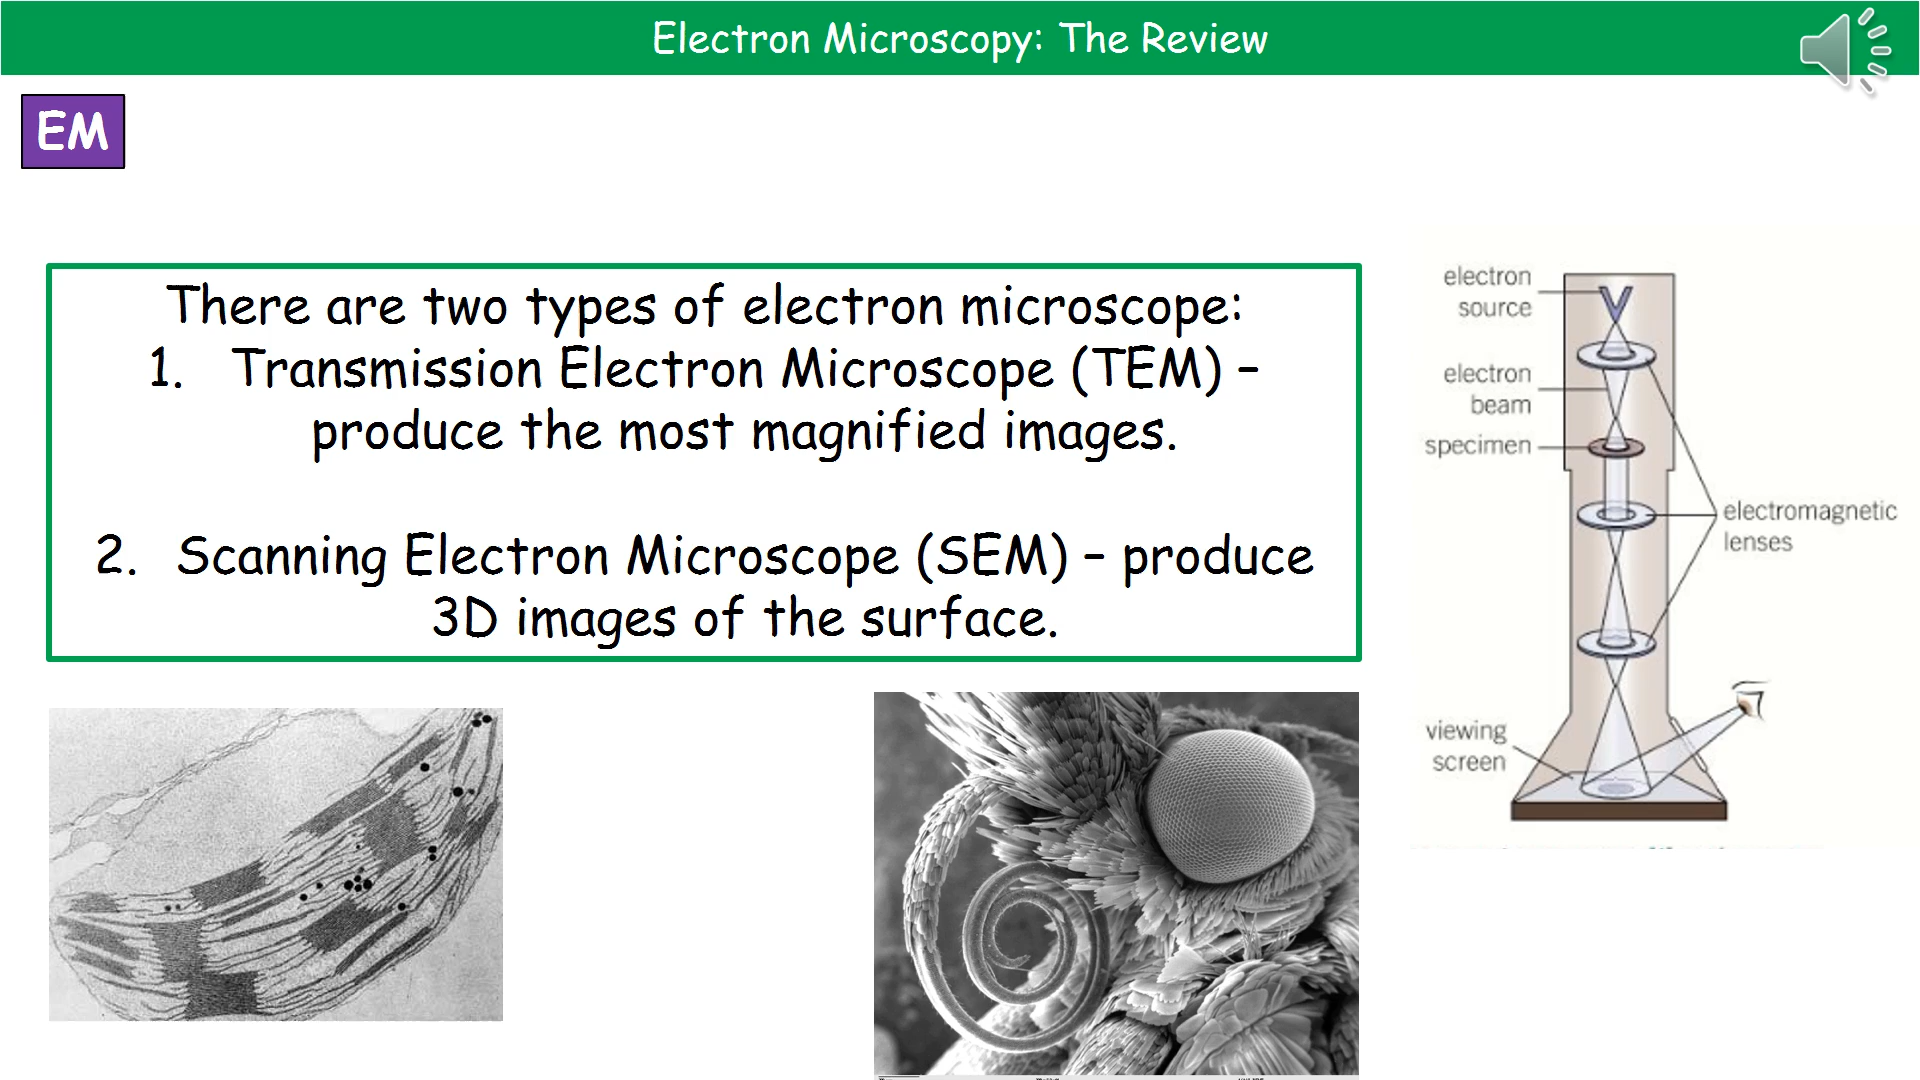 Electron Microscopy: The Review
EM
There are two types of electron microscope:
1. Transmission Electron Microscope (TEM) –
produce the most magnified images.
2. Scanning Electron Microscope (SEM) – produce
3D images of the surface.
electron
source
electron
beam
specimen
electromagnetic
lenses
viewing
screen